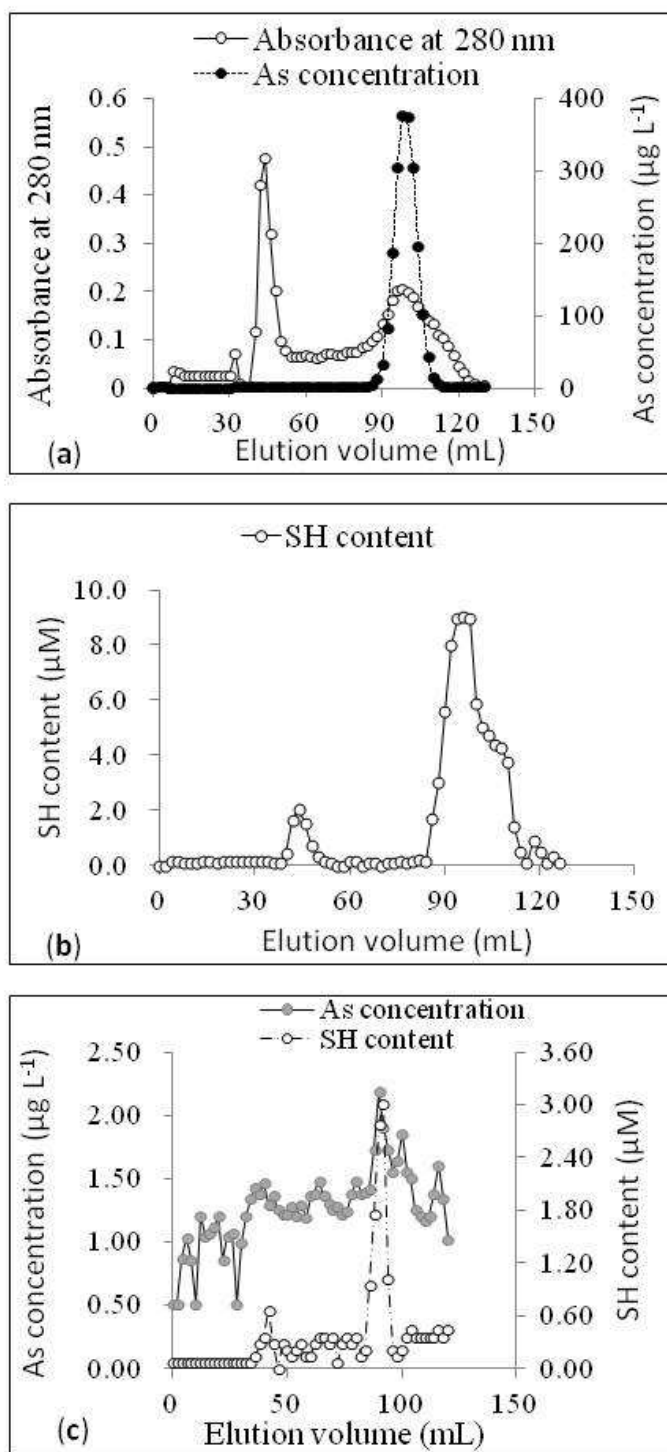 Absorbance at 280 nm
As concentration
Absorbance at 280 nm
0.6
0.5
0.4
0.3
0.2
0.1
0
As concentration (µg L-1)
400
300
200
100
0
0 30 60 90 120 150
Elution volume (mL)
(a)
SH content
SH content (µM)
10.0
8.0
6.0
4.0
2.0
0.0
0 30 60 90 120 150
Elution volume (mL)
(b)
As concentration
SH content
As concentration (µg L-1)
2.50
2.00
1.50
1.00
0.50
0.00
SH content (µM)
3.60
3.00
2.40
1.80
1.20
0.60
0.00
0 50 100 150
Elution volume (mL)
(c)